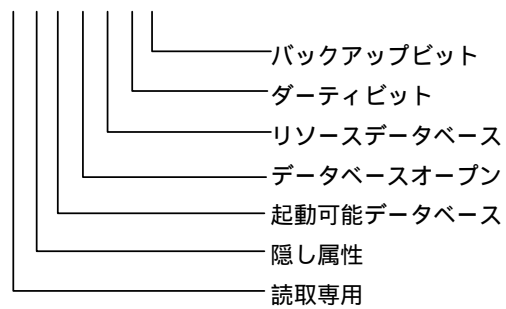 バックアップビット
ダーティビット
リソースデータベース
データベースオープン
起動可能データベース
隠し属性
読取専用